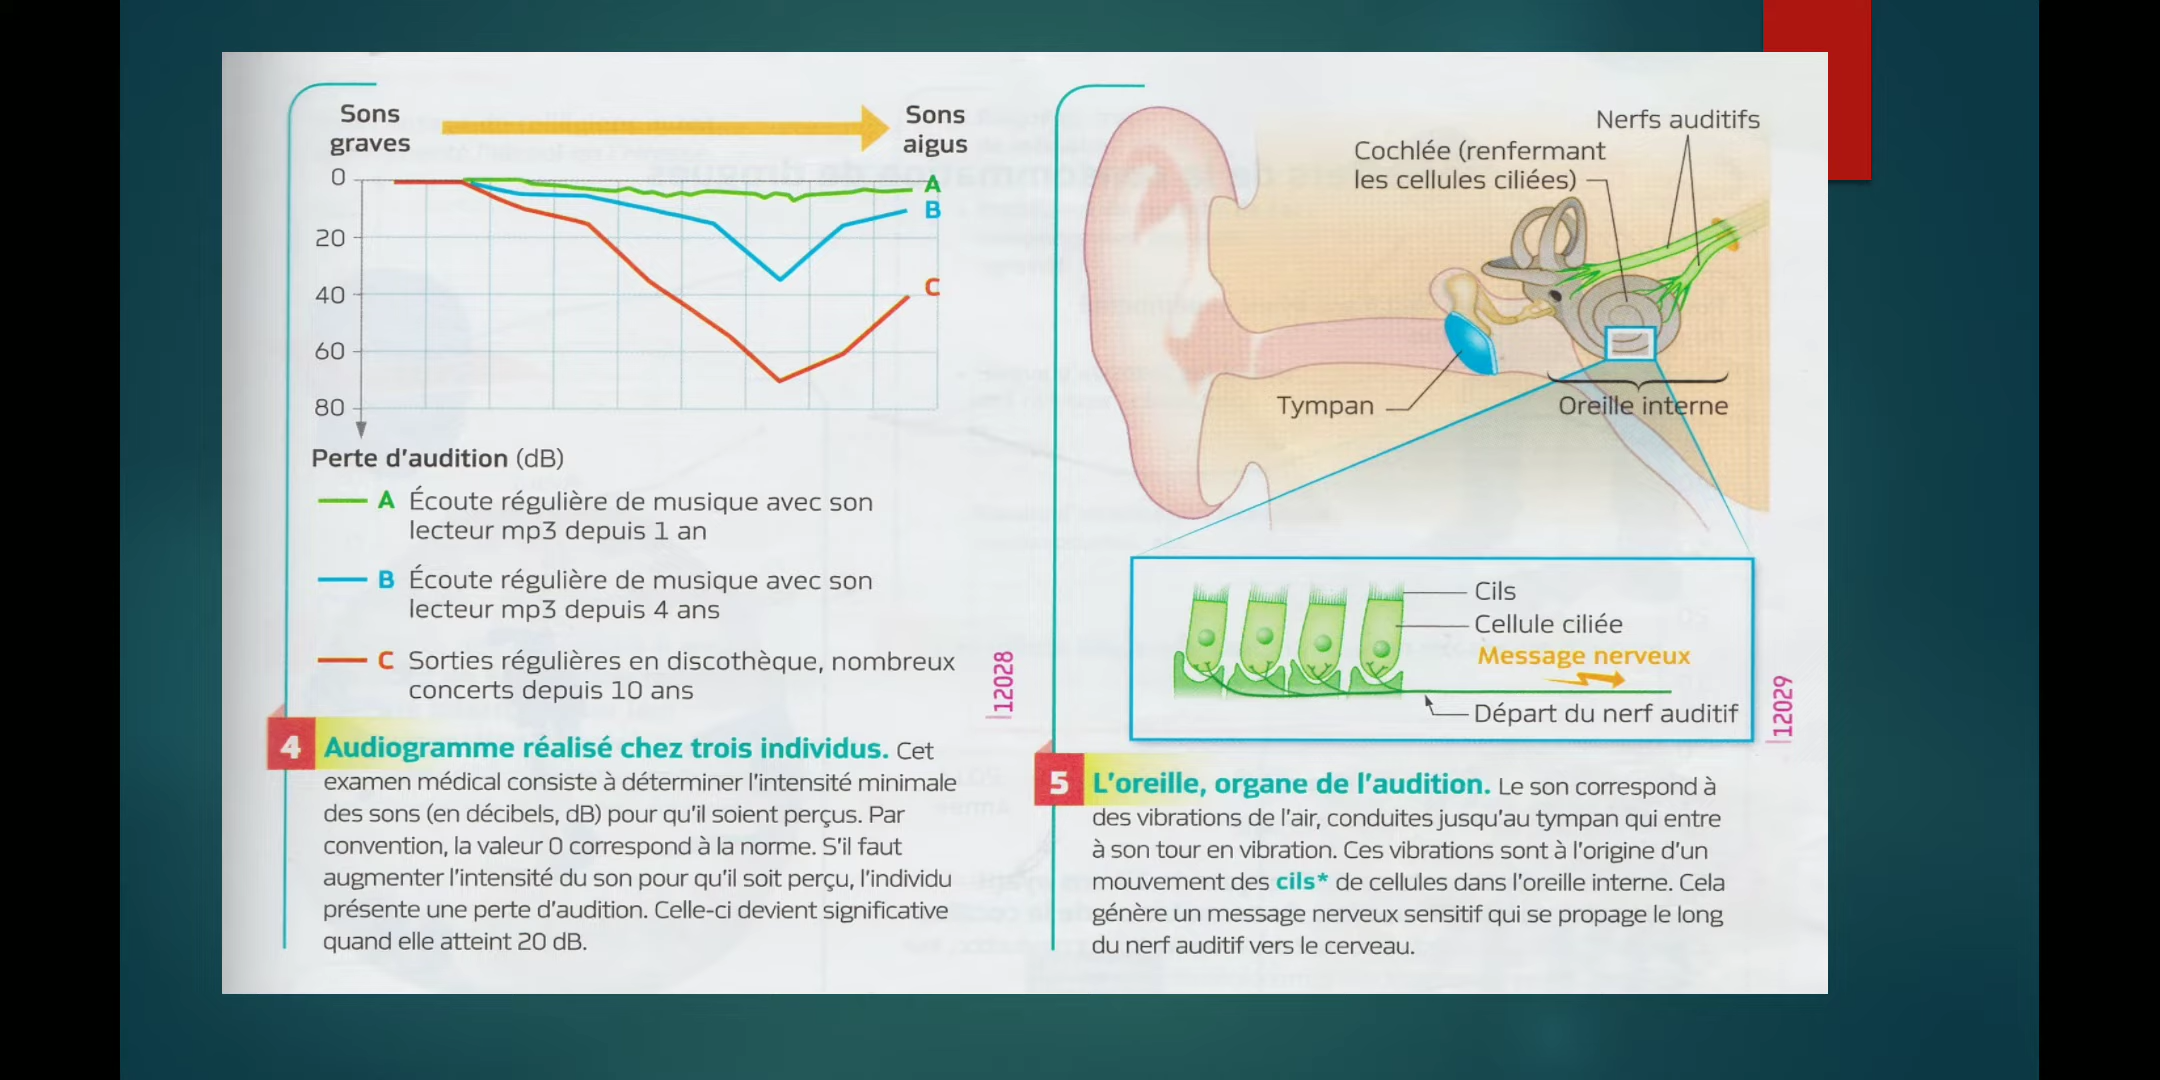 Sons
graves
Sons
aigus
0
20
40
60
80
A
B
C
Perte d'audition (dB)
A Écoute régulière de musique avec son
lecteur mp3 depuis 1 an
B Écoute régulière de musique avec son
lecteur mp3 depuis 4 ans
C Sorties régulières en discothèque, nombreux
concerts depuis 10 ans
12028
4 Audiogramme réalisé chez trois individus. Cet
examen médical consiste à déterminer l'intensité minimale
des sons (en décibels, dB) pour qu'il soient perçus. Par
convention, la valeur 0 correspond à la norme. S'il faut
augmenter l'intensité du son pour qu'il soit perçu, l'individu
présente une perte d'audition. Celle-ci devient significative
quand elle atteint 20 dB.
Nerfs auditifs
Cochlée (renfermant
les cellules ciliées)
Tympan
Oreille interne
Cils
Cellule ciliée
Message nerveux
Départ du nerf auditif
12029
5 L'oreille, organe de l'audition. Le son correspond à
des vibrations de l'air, conduites jusqu'au tympan qui entre
à son tour en vibration. Ces vibrations sont à l'origine d'un
mouvement des cils* de cellules dans l'oreille interne. Cela
génère un message nerveux sensitif qui se propage le long
du nerf auditif vers le cerveau.